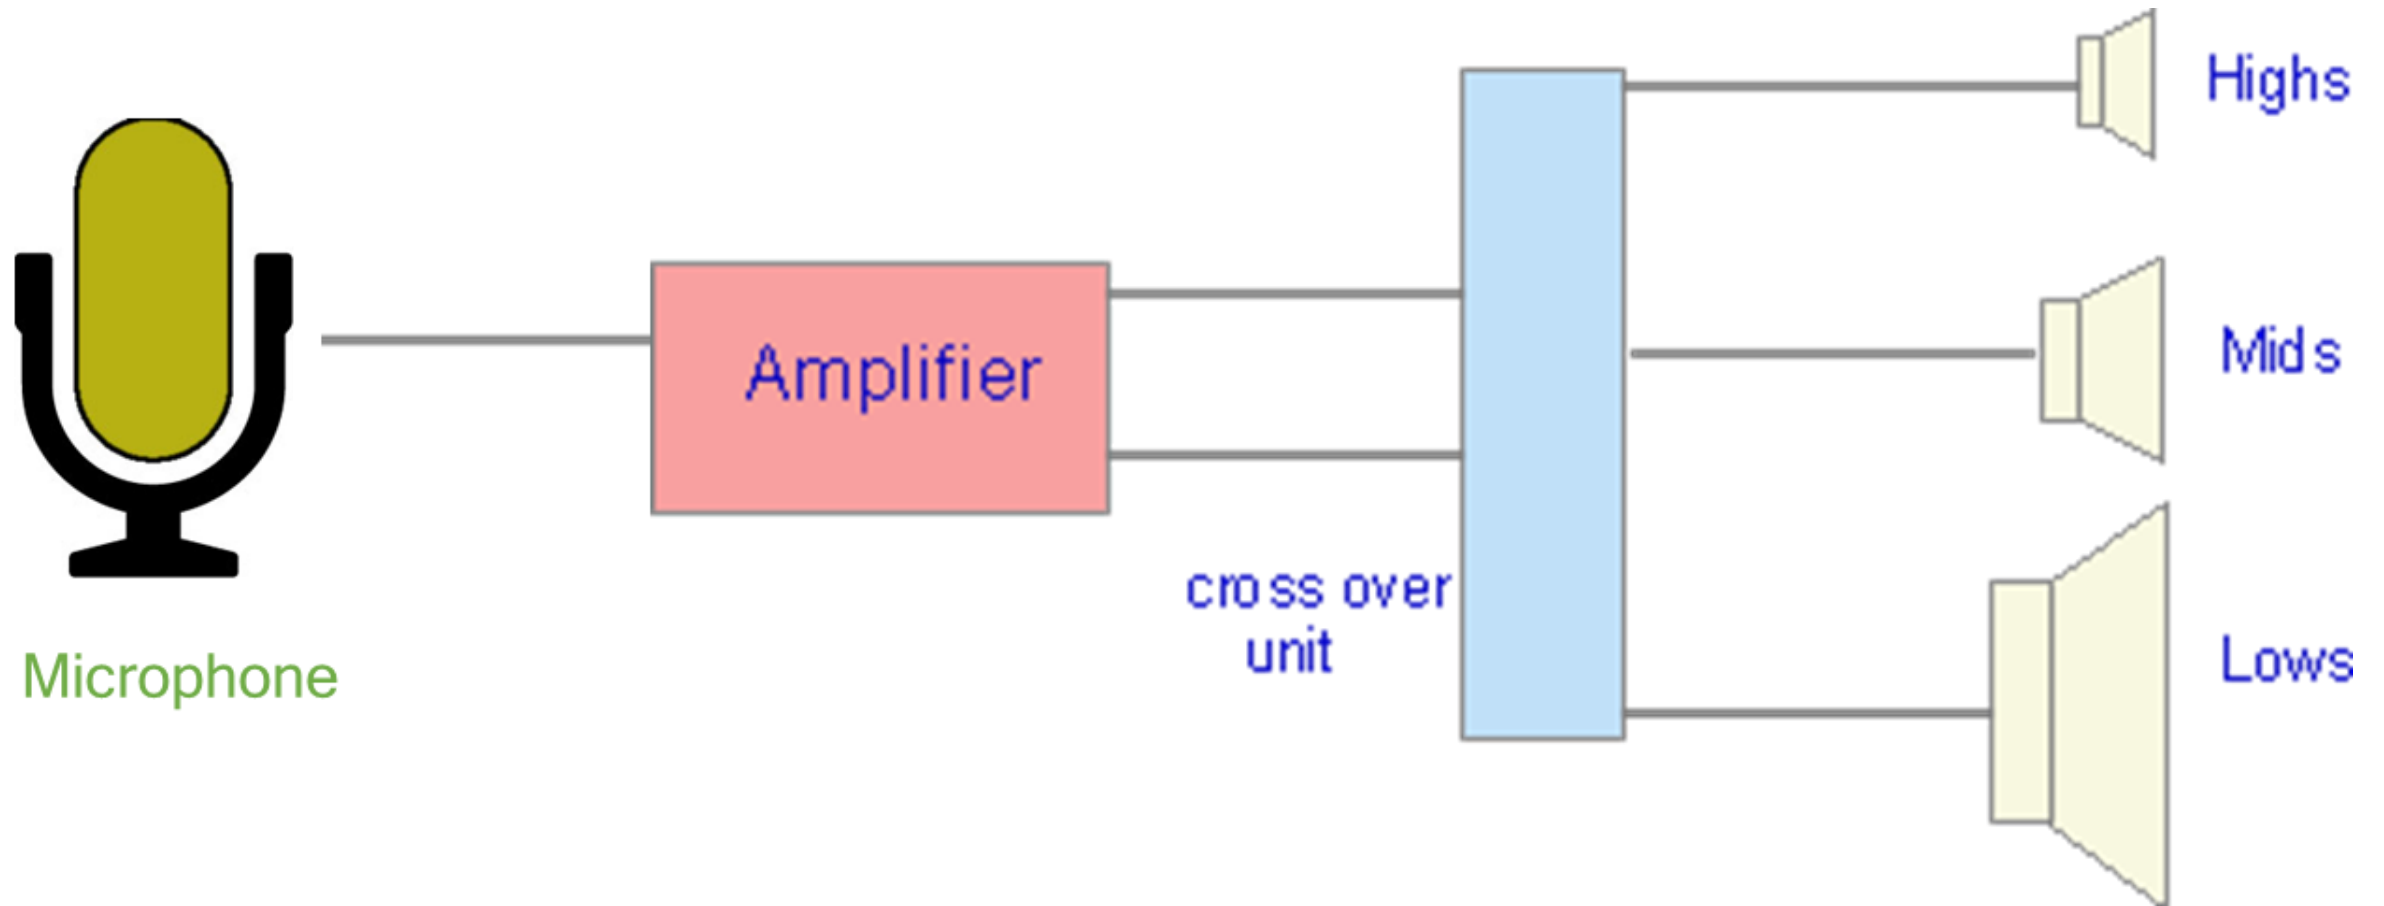 Highs
Amplifier
Mids
cross over
unit
Microphone
Lows